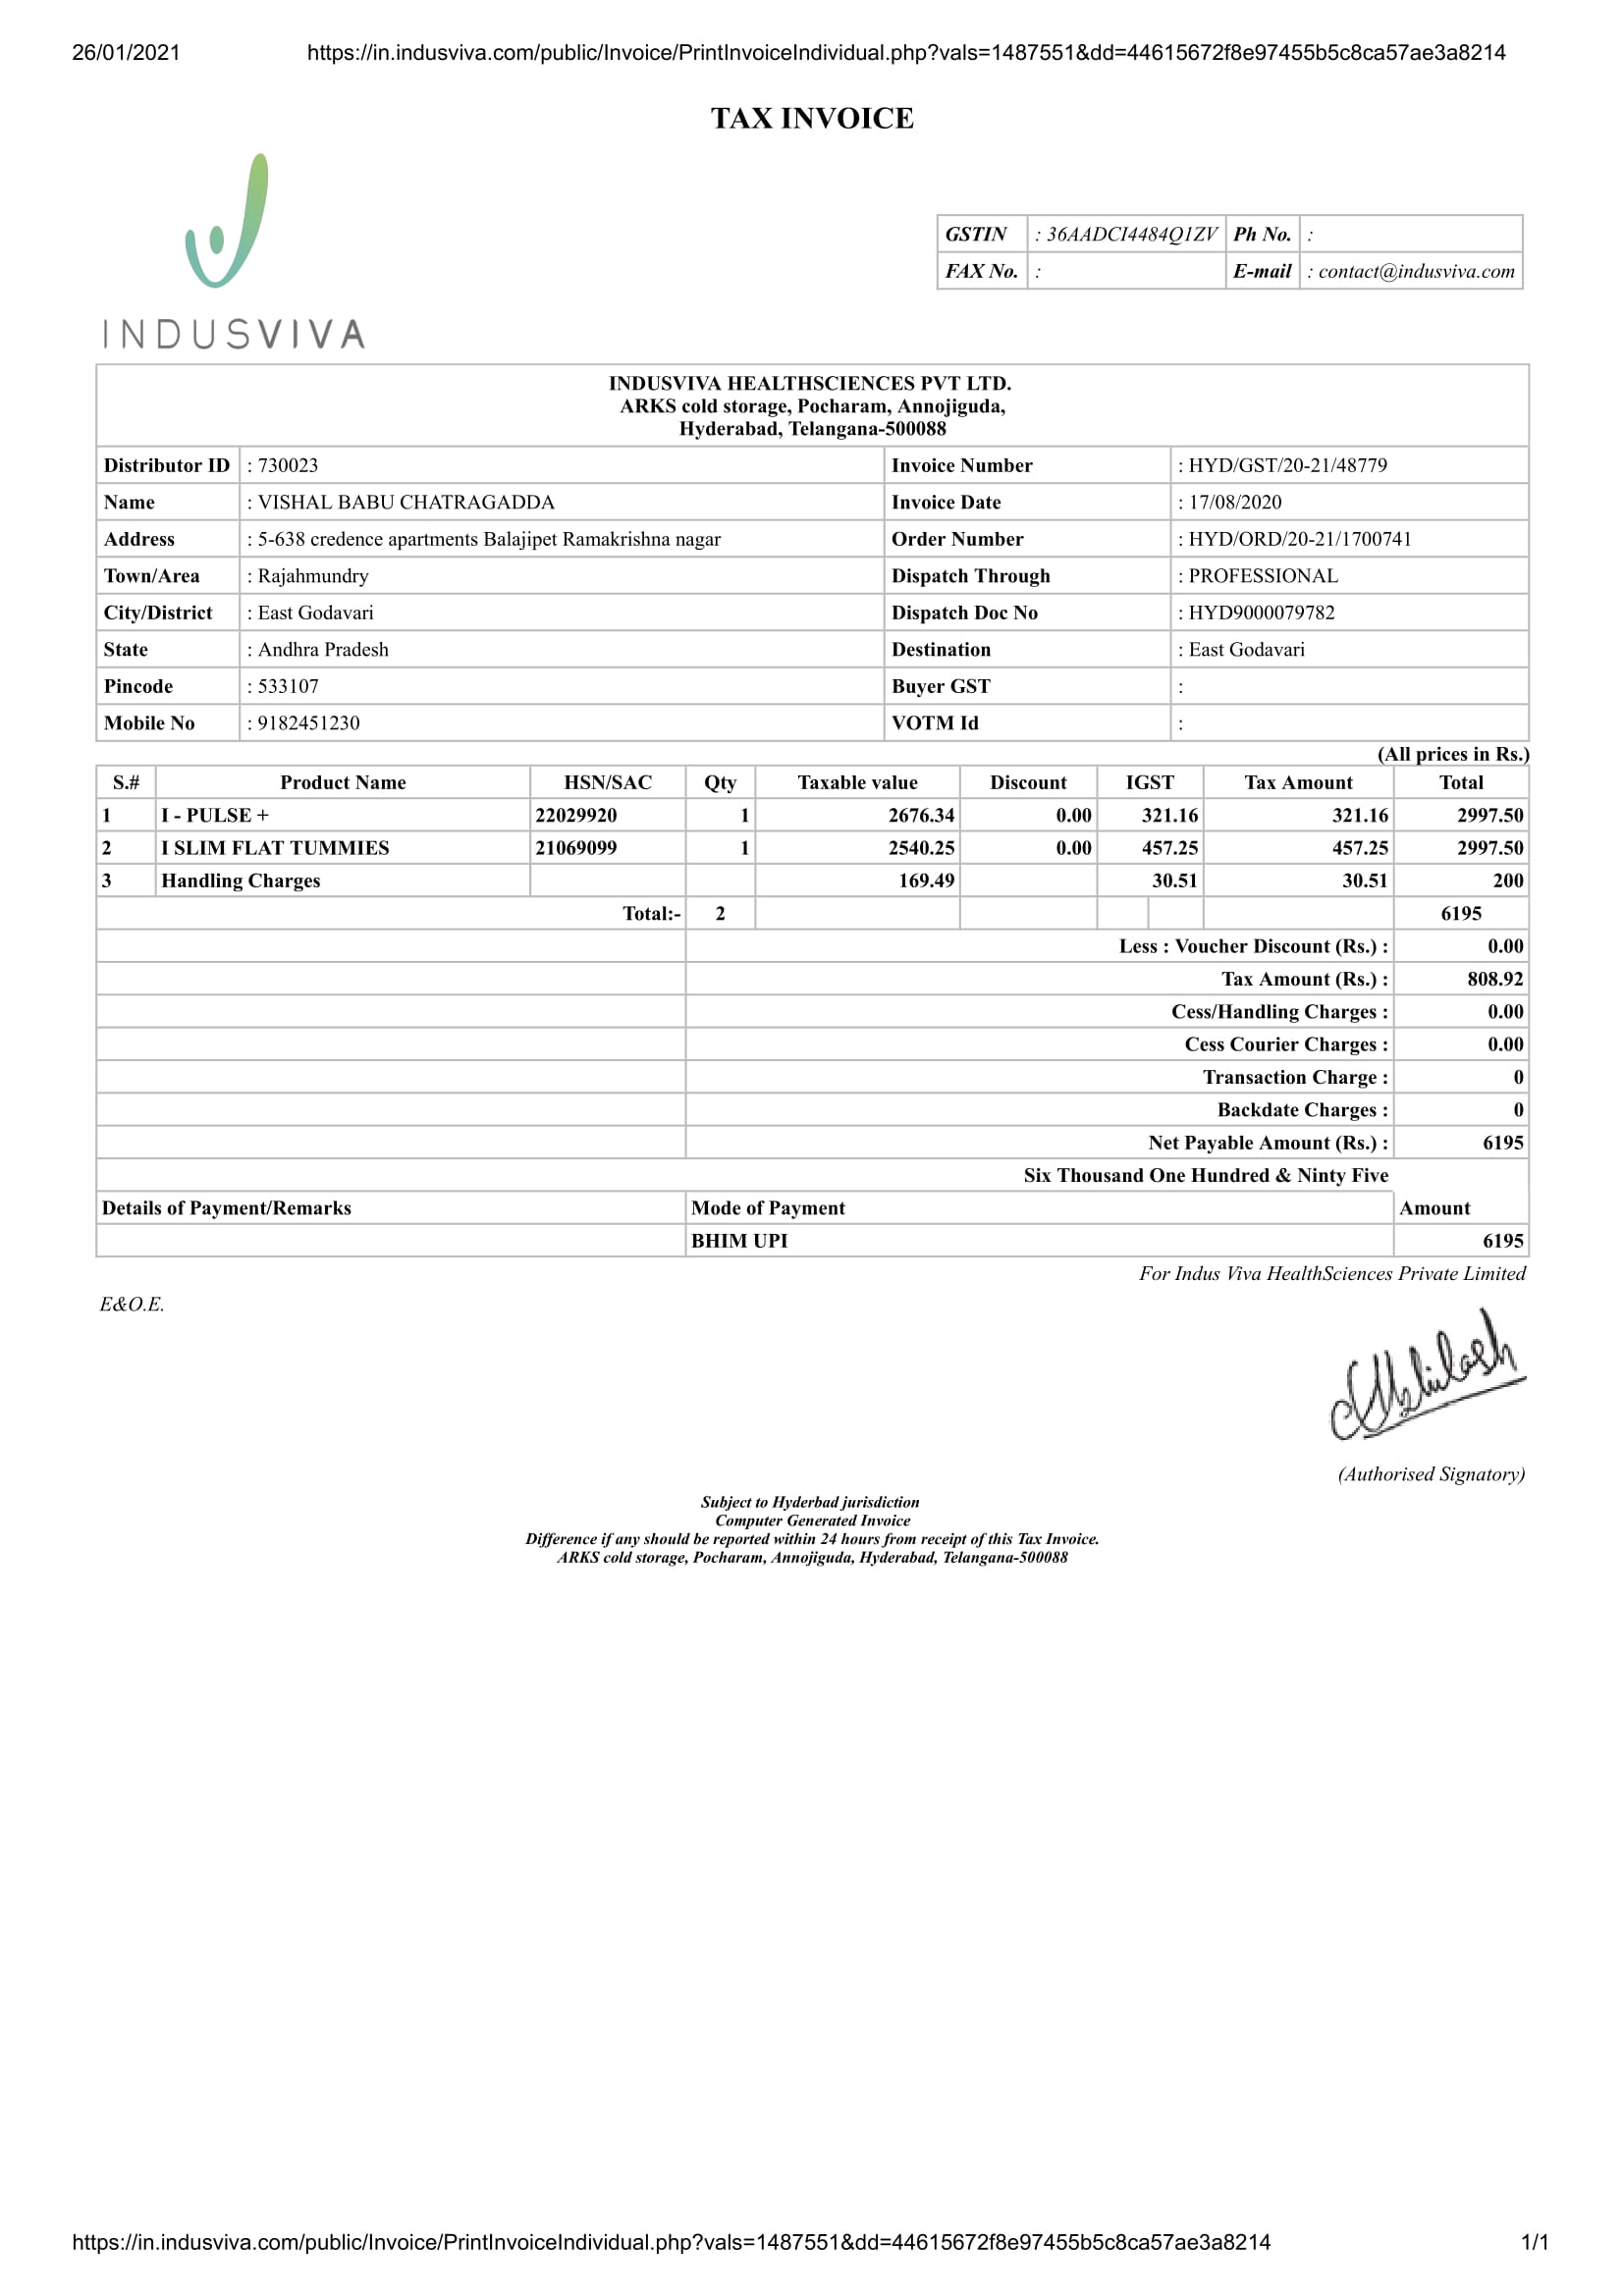 26/01/2021 https://in.indusviva.com/public/Invoice/PrintInvoiceIndividual.php?vals=1487551&dd=44615672f8e97455b5c8ca57ae3a8214
TAX INVOICE
INDUSVIVA
GSTIN : 36AADCI4484Q1ZV Ph No. :
FAX No. : E-mail : contact@indusviva.com
INDUSVIVA HEALTHSCIENCES PVT LTD.
ARKS cold storage, Pocharam, Annojiguda,
Hyderabad, Telangana-500088
Distributor ID : 730023 Invoice Number : HYD/GST/20-21/48779
Name : VISHAL BABU CHATRAGADDA Invoice Date : 17/08/2020
Address : 5-638 credence apartments Balajipet Ramakrishna nagar Order Number : HYD/ORD/20-21/1700741
Town/Area : Rajahmundry Dispatch Through : PROFESSIONAL
City/District : East Godavari Dispatch Doc No : HYD9000079782
State : Andhra Pradesh Destination : East Godavari
Pincode : 533107 Buyer GST :
Mobile No : 9182451230 VOTM Id :
(All prices in Rs.)
S.# Product Name HSN/SAC Qty Taxable value Discount IGST Tax Amount Total
1 I - PULSE + 22029920 1 2676.34 0.00 321.16 321.16 2997.50
2 I SLIM FLAT TUMMIES 21069099 1 2540.25 0.00 457.25 457.25 2997.50
3 Handling Charges 169.49 30.51 30.51 200
Total:- 2 6195
Less : Voucher Discount (Rs.) : 0.00
Tax Amount (Rs.) : 808.92
Cess/Handling Charges : 0.00
Cess Courier Charges : 0.00
Transaction Charge : 0
Backdate Charges : 0
Net Payable Amount (Rs.) : 6195
Six Thousand One Hundred & Ninty Five
Details of Payment/Remarks Mode of Payment Amount
BHIM UPI 6195
For Indus Viva HealthSciences Private Limited
E&O.E.
(Authorised Signatory)
Subject to Hyderbad jurisdiction
Computer Generated Invoice
Difference if any should be reported within 24 hours from receipt of this Tax Invoice.
ARKS cold storage, Pocharam, Annojiguda, Hyderabad, Telangana-500088
https://in.indusviva.com/public/Invoice/PrintInvoiceIndividual.php?vals=1487551&dd=44615672f8e97455b5c8ca57ae3a8214 1/1